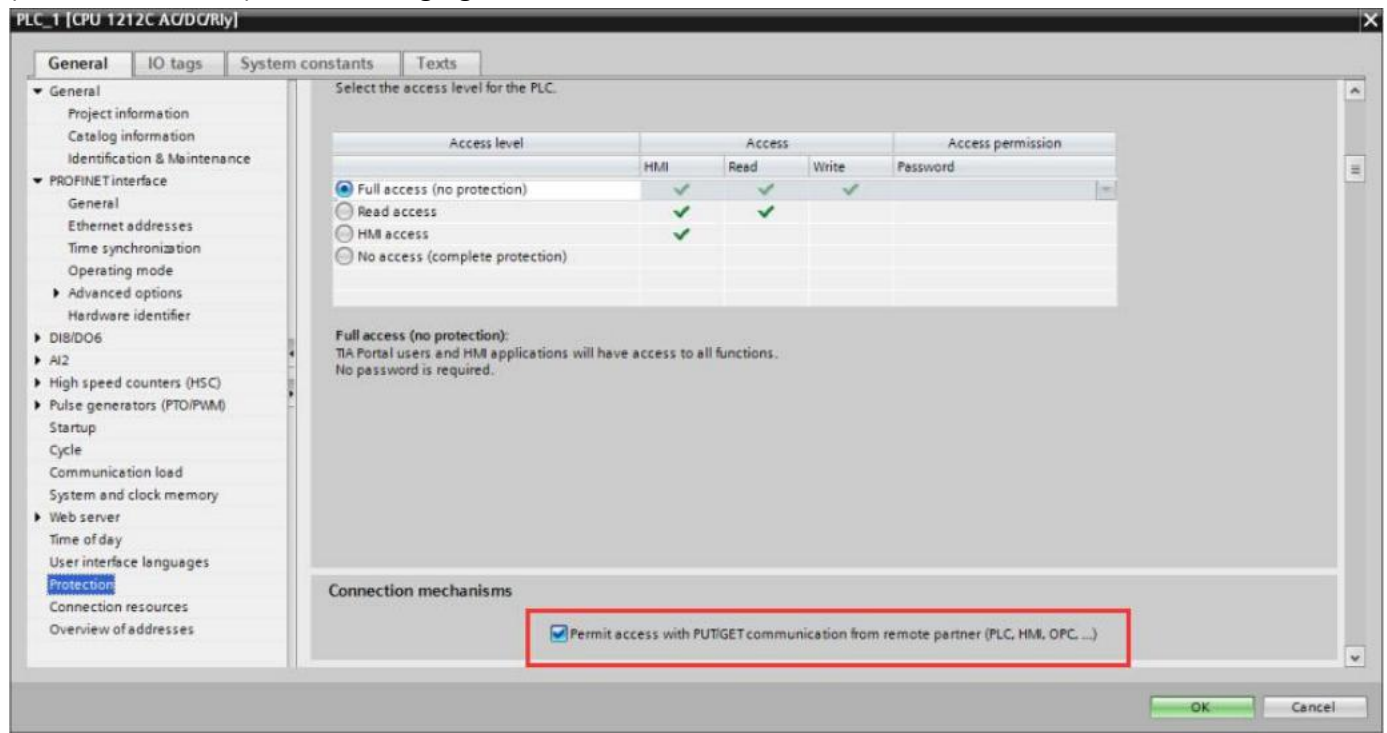 PLC_1 [CPU 1212C AC/DC/Rly]
General IO tags System constants Texts
General
Project information
Catalog information
Identification & Maintenance
PROFINET interface
General
Ethernet addresses
Time synchronization
Operating mode
Advanced options
Hardware identifier
DI8/DO6
AI2
High speed counters (HSC)
Pulse generators (PTO/PWM)
Startup
Cycle
Communication load
System and clock memory
Web server
Time of day
User interface languages
Protection
Connection resources
Overview of addresses
Select the access level for the PLC.
Access level Access Access permission
HMI Read Write Password
Full access (no protection)
Read access
HMI access
No access (complete protection)
Full access (no protection):
TIA Portal users and HMI applications will have access to all functions.
No password is required.
Connection mechanisms
Permit access with PUT/GET communication from remote partner (PLC, HMI, OPC, ...)
OK Cancel